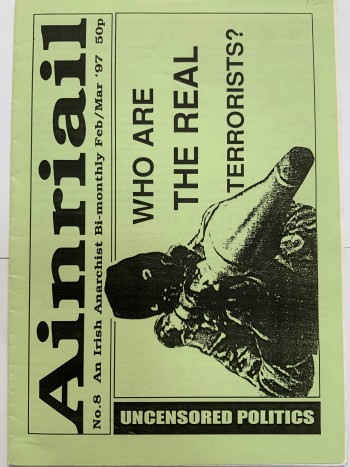 Ainriail
No.8 An Irish Anarchist Bi-monthly Feb/Mar '97 50p
WHO ARE
THE REAL
TERRORISTS?
UNCENSORED POLITICS